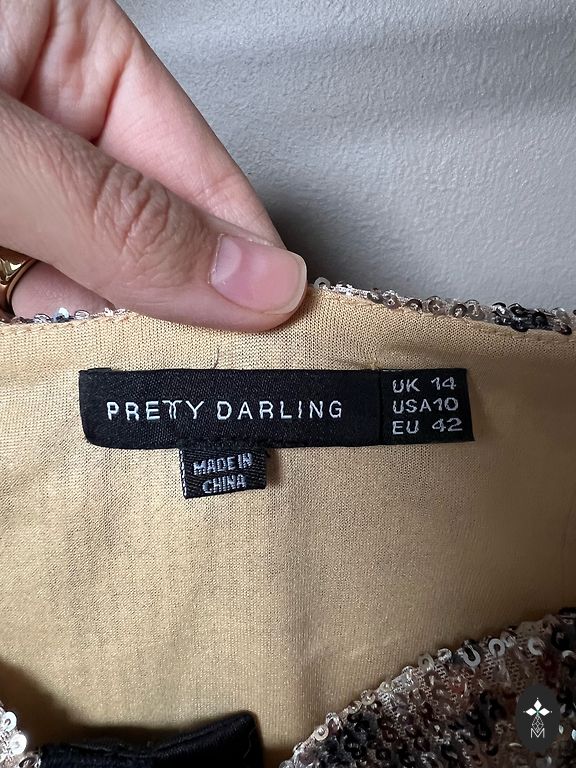 PRETTY DARLING
UK 14
USA10
EU 42
MADE IN
CHINA